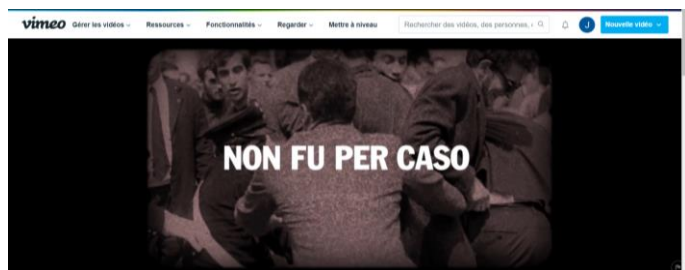 vimeo Gérer les vidéos Ressources Fonctionnalités Regarder Mettre à niveau Rechercher des vidéos, des personnes, J Nouvelle vidéo
NON FU PER CASO